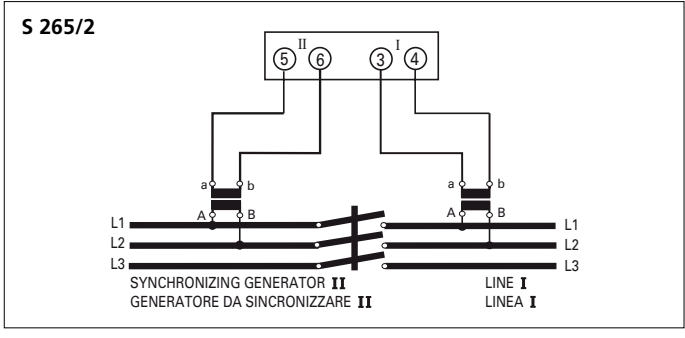 S 265/2
II I
5 6 3 4
a b a b
A B A B
L1 L1
L2 L2
L3 L3
SYNCHRONIZING GENERATOR II LINE I
GENERATORE DA SINCRONIZZARE II LINEA I